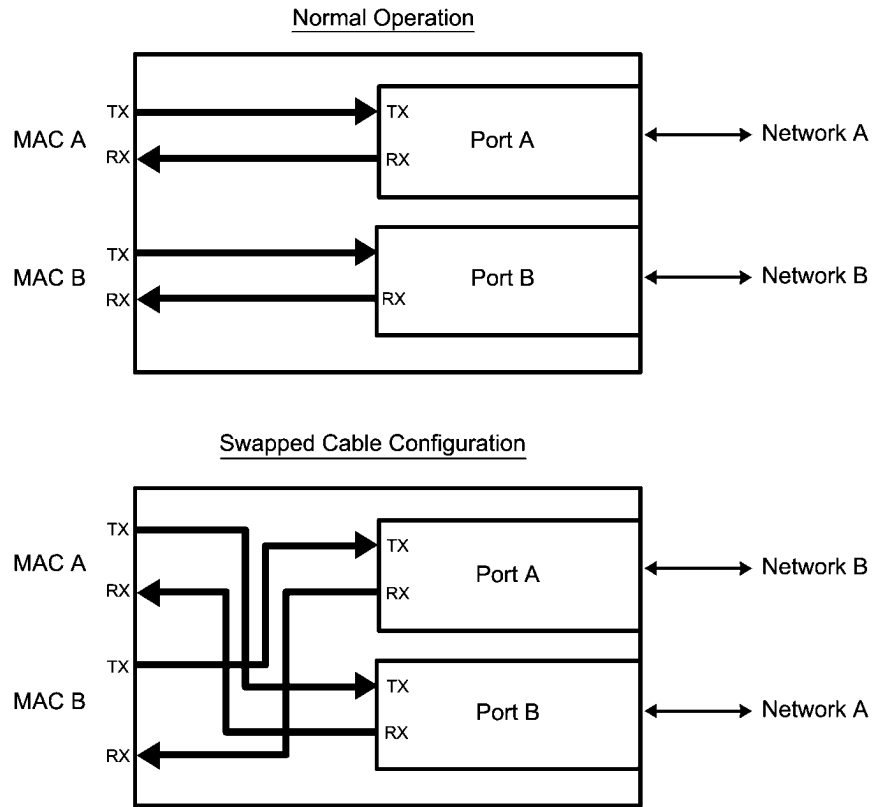 Normal Operation
TX
TX
MAC A
Port A
Network A
RX
RX
TX
MAC B
Port B
Network B
RX
RX
Swapped Cable Configuration
TX
TX
MAC A
Port A
Network B
RX
RX
TX
TX
MAC B
Port B
Network A
RX
RX